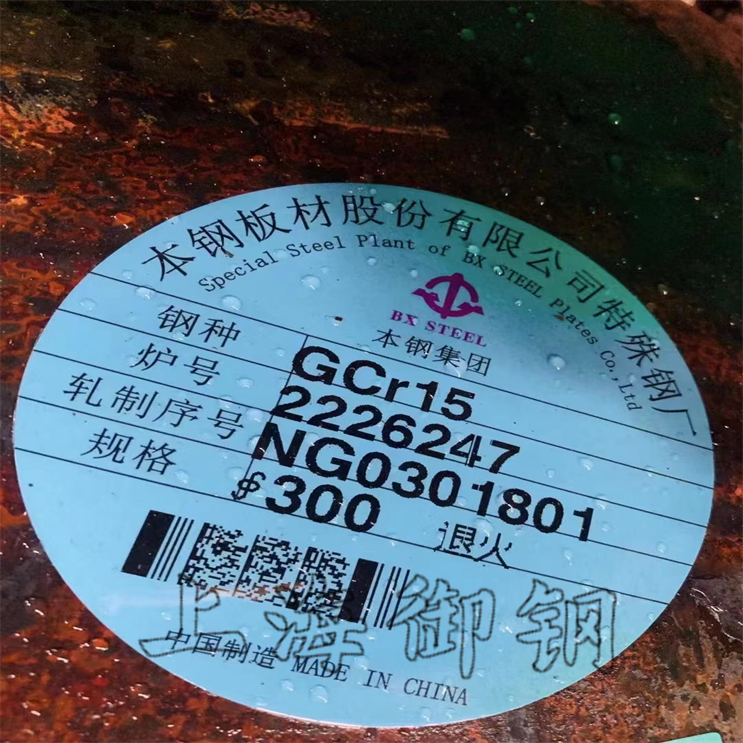 本钢板材股份有限公司特殊钢厂
Special Steel Plant of BX STEEL Plates Co.,Ltd
BX STEEL
本钢集团
钢种 GCr15
炉号 2226247
轧制序号 NG0301801
规格 $300 退火
上海御钢
中国制造 MADE IN CHINA